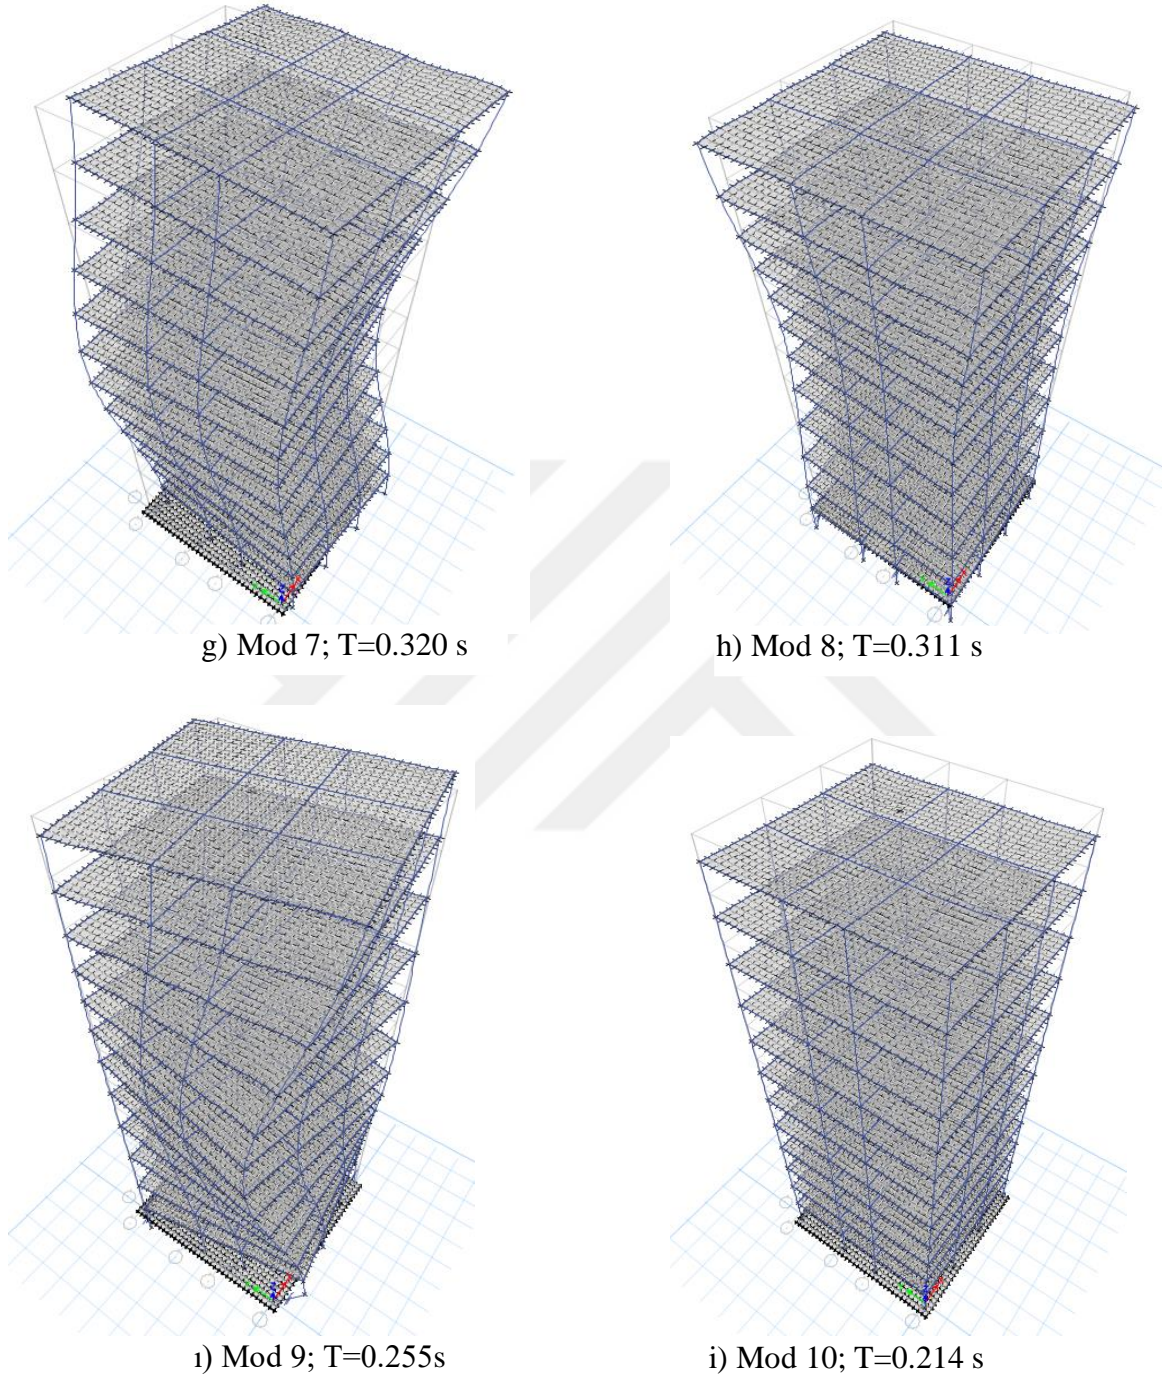 g) Mod 7; T=0.320 s
h) Mod 8; T=0.311 s
ı) Mod 9; T=0.255s
i) Mod 10; T=0.214 s